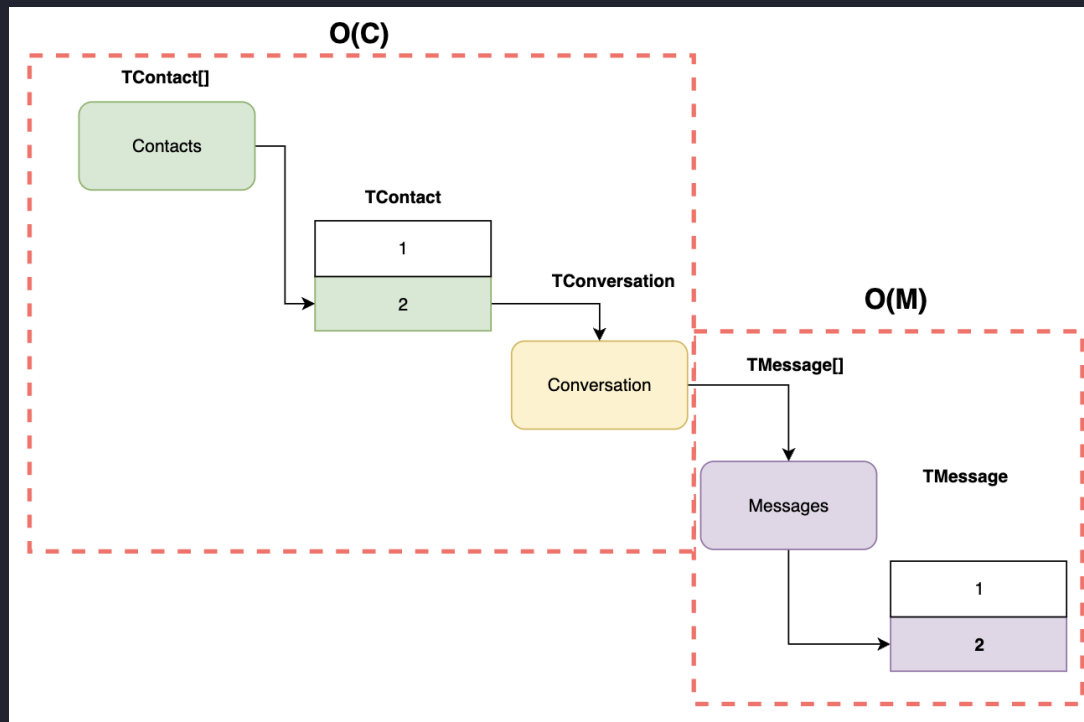 O(C)
TContact[]
Contacts
TContact
1
2
TConversation
Conversation
O(M)
TMessage[]
Messages
TMessage
1
2